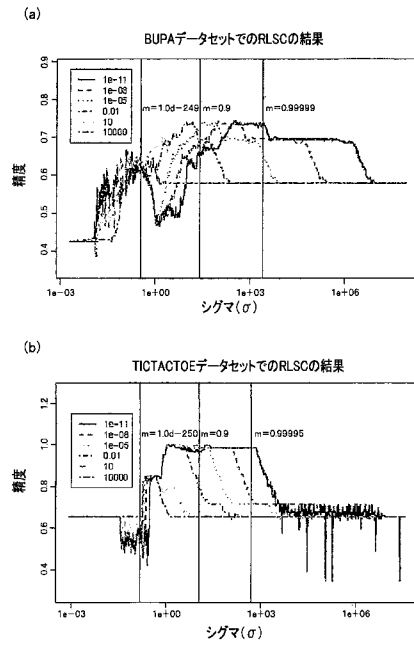 (a)
BUPAデータセットでのRLSCの結果
0.9
0.8
0.7
0.6
0.5
0.4
精度
1e-11
1e-08
1e-05
0.01
10
10000
m=1.0d-249
m=0.9
m=0.99999
1e-03
1e+00
1e+03
1e+06
シグマ(σ)
(b)
TICTACTOEデータセットでのRLSCの結果
1.2
1.0
0.8
0.6
0.4
精度
1e-11
1e-08
1e-05
0.01
10
10000
m=1.0d-250
m=0.9
m=0.99995
1e-03
1e+00
1e+03
1e+06
シグマ(σ)